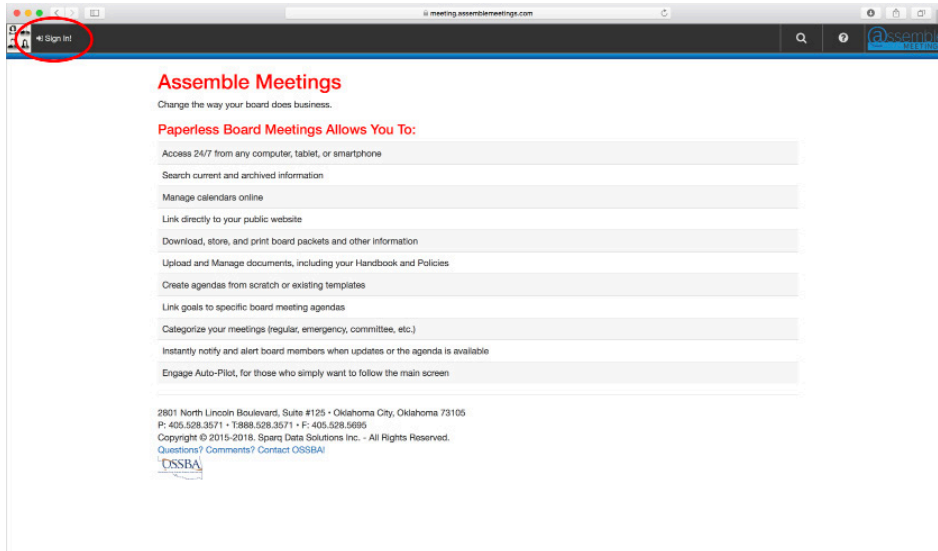 meeting.assemblemeetings.com
Sign In!
assemble
MEETINGS
Assemble Meetings
Change the way your board does business.
Paperless Board Meetings Allows You To:
Access 24/7 from any computer, tablet, or smartphone
Search current and archived information
Manage calendars online
Link directly to your public website
Download, store, and print board packets and other information
Upload and Manage documents, including your Handbook and Policies
Create agendas from scratch or existing templates
Link goals to specific board meeting agendas
Categorize your meetings (regular, emergency, committee, etc.)
Instantly notify and alert board members when updates or the agenda is available
Engage Auto-Pilot, for those who simply want to follow the main screen
2801 North Lincoln Boulevard, Suite #125 • Oklahoma City, Oklahoma 73105
P: 405.528.3571 • T:888.528.3571 • F: 405.528.5695
Copyright © 2015-2018. Sparq Data Solutions Inc. - All Rights Reserved.
Questions? Comments? Contact OSSBA!
OSSBA